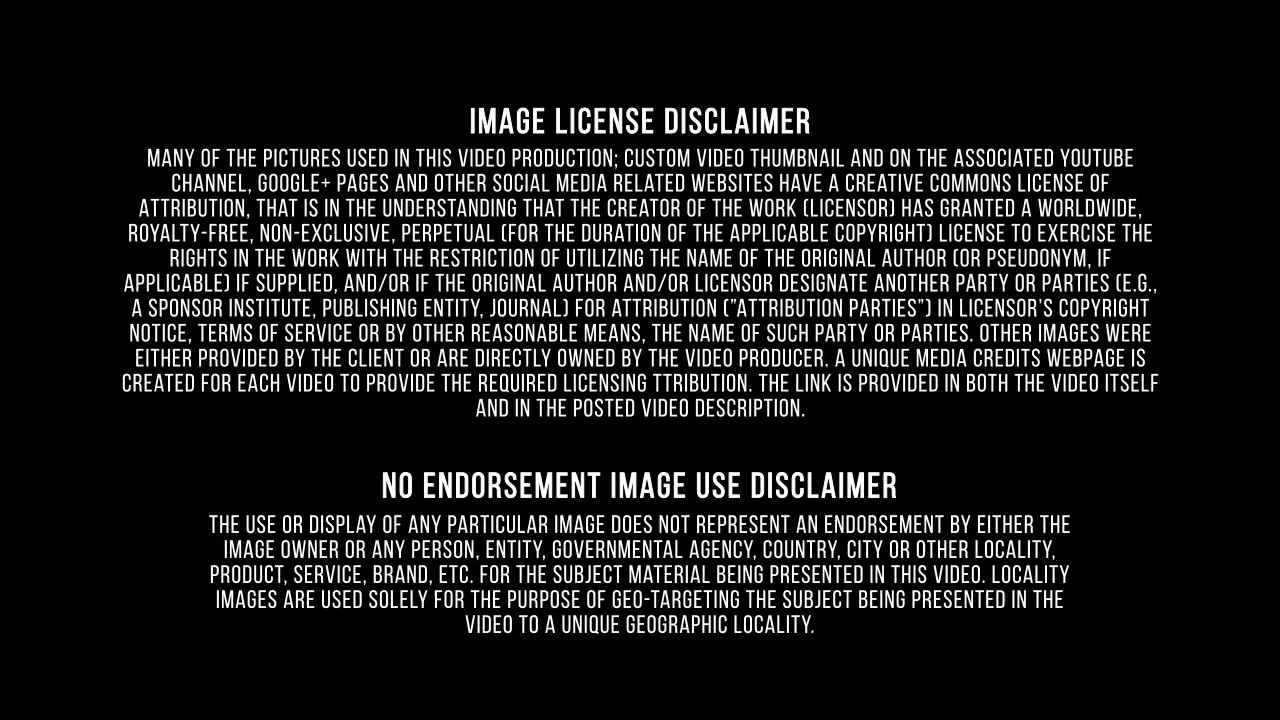 IMAGE LICENSE DISCLAIMER
MANY OF THE PICTURES USED IN THIS VIDEO PRODUCTION; CUSTOM VIDEO THUMBNAIL AND ON THE ASSOCIATED YOUTUBE
CHANNEL, GOOGLE+ PAGES AND OTHER SOCIAL MEDIA RELATED WEBSITES HAVE A CREATIVE COMMONS LICENSE OF
ATTRIBUTION, THAT IS IN THE UNDERSTANDING THAT THE CREATOR OF THE WORK (LICENSOR) HAS GRANTED A WORLDWIDE,
ROYALTY-FREE, NON-EXCLUSIVE, PERPETUAL (FOR THE DURATION OF THE APPLICABLE COPYRIGHT) LICENSE TO EXERCISE THE
RIGHTS IN THE WORK WITH THE RESTRICTION OF UTILIZING THE NAME OF THE ORIGINAL AUTHOR (OR PSEUDONYM, IF
APPLICABLE) IF SUPPLIED, AND/OR IF THE ORIGINAL AUTHOR AND/OR LICENSOR DESIGNATE ANOTHER PARTY OR PARTIES (E.G.,
A SPONSOR INSTITUTE, PUBLISHING ENTITY, JOURNAL) FOR ATTRIBUTION ("ATTRIBUTION PARTIES") IN LICENSOR'S COPYRIGHT
NOTICE, TERMS OF SERVICE OR BY OTHER REASONABLE MEANS, THE NAME OF SUCH PARTY OR PARTIES. OTHER IMAGES WERE
EITHER PROVIDED BY THE CLIENT OR ARE DIRECTLY OWNED BY THE VIDEO PRODUCER. A UNIQUE MEDIA CREDITS WEBPAGE IS
CREATED FOR EACH VIDEO TO PROVIDE THE REQUIRED LICENSING TTRIBUTION. THE LINK IS PROVIDED IN BOTH THE VIDEO ITSELF
AND IN THE POSTED VIDEO DESCRIPTION.
NO ENDORSEMENT IMAGE USE DISCLAIMER
THE USE OR DISPLAY OF ANY PARTICULAR IMAGE DOES NOT REPRESENT AN ENDORSEMENT BY EITHER THE
IMAGE OWNER OR ANY PERSON, ENTITY, GOVERNMENTAL AGENCY, COUNTRY, CITY OR OTHER LOCALITY,
PRODUCT, SERVICE, BRAND, ETC. FOR THE SUBJECT MATERIAL BEING PRESENTED IN THIS VIDEO. LOCALITY
IMAGES ARE USED SOLELY FOR THE PURPOSE OF GEO-TARGETING THE SUBJECT BEING PRESENTED IN THE
VIDEO TO A UNIQUE GEOGRAPHIC LOCALITY.